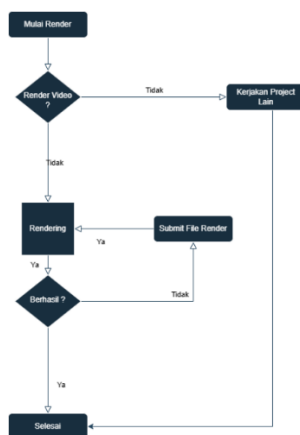 Mulai Render
Render Video
?
Tidak
Kerjakan Project
Lain
Tidak
Rendering
Submit File Render
Ya
Ya
Berhasil ?
Tidak
Ya
Selesai